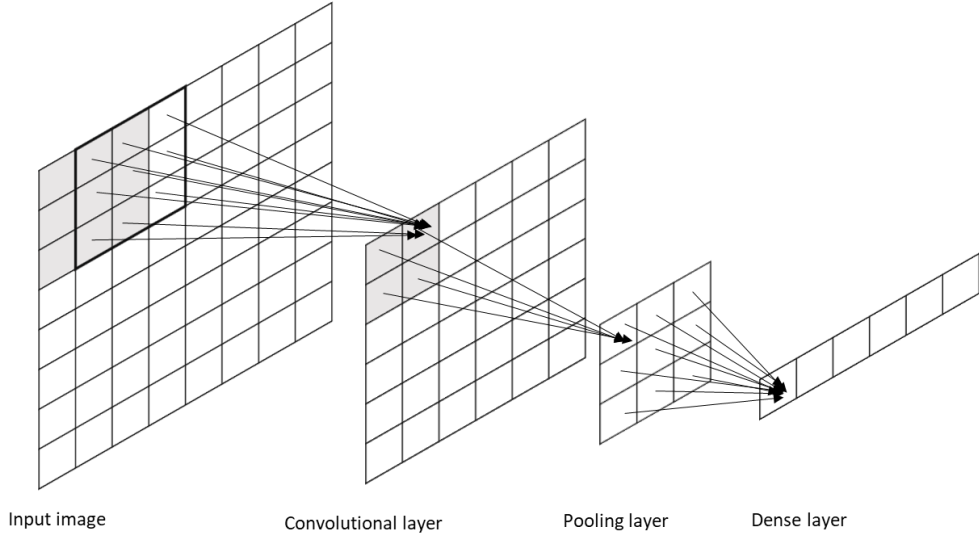 Input image
Convolutional layer
Pooling layer
Dense layer